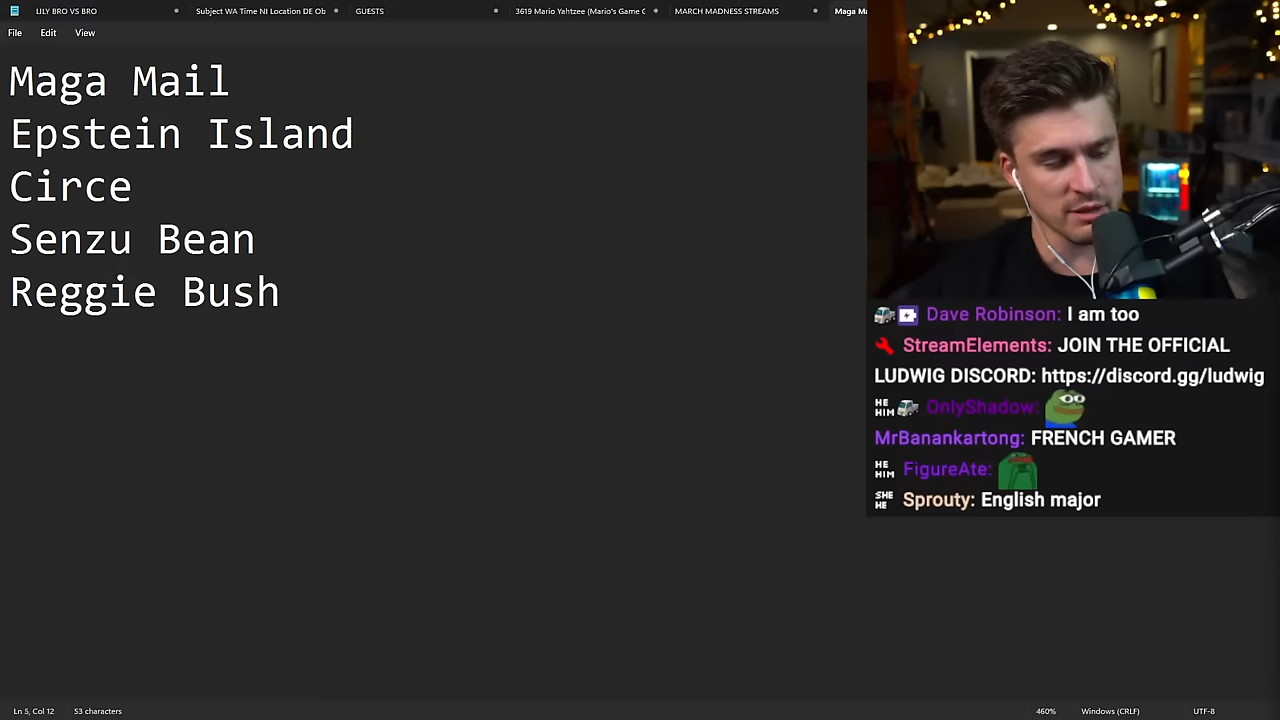 LILY BRO VS BRO
Subject WA Time NI Location DE Ob
GUESTS
3619 Mario Yahtzee (Mario's Game C
MARCH MADNESS STREAMS
Maga Ma
File Edit View
Maga Mail
Epstein Island
Circe
Senzu Bean
Reggie Bush
Dave Robinson: I am too
StreamElements: JOIN THE OFFICIAL
LUDWIG DISCORD: https://discord.gg/ludwig
HE HIM OnlyShadow:
MrBanankartong: FRENCH GAMER
HE HIM FigureAte:
SHE HE Sprouty: English major
Ln 5, Col 12 53 characters 460% Windows (CRLF) UTF-8